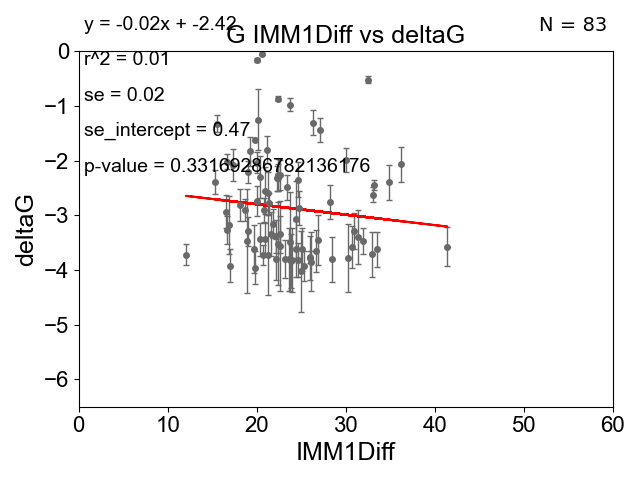 y = -0.02x + -2.42
N = 83
G IMM1Diff vs deltaG
r^2 = 0.01
se = 0.02
se_intercept = 0.47
p-value = 0.33169286782136176
deltaG
0
−1
−2
−3
−4
−5
−6
0 10 20 30 40 50 60
IMM1Diff